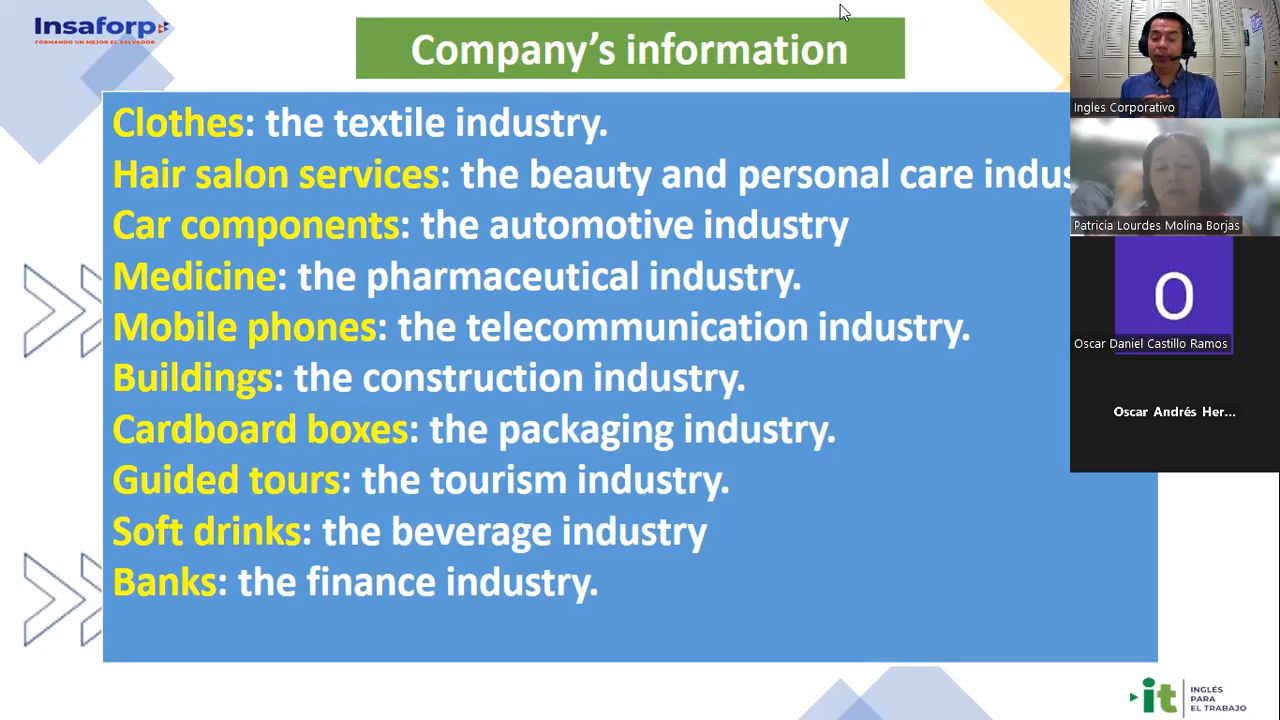 Insaforp
FORMANDO UN MEJOR EL SALVADOR
Company's information
Clothes: the textile industry.
Hair salon services: the beauty and personal care indus
Car components: the automotive industry
Medicine: the pharmaceutical industry.
Mobile phones: the telecommunication industry.
Buildings: the construction industry.
Cardboard boxes: the packaging industry.
Guided tours: the tourism industry.
Soft drinks: the beverage industry
Banks: the finance industry.
Ingles Corporativo
Patricia Lourdes Molina Borjas
O
Oscar Daniel Castillo Ramos
Oscar Andrés Her...
it
INGLÉS
PARA
EL TRABAJO